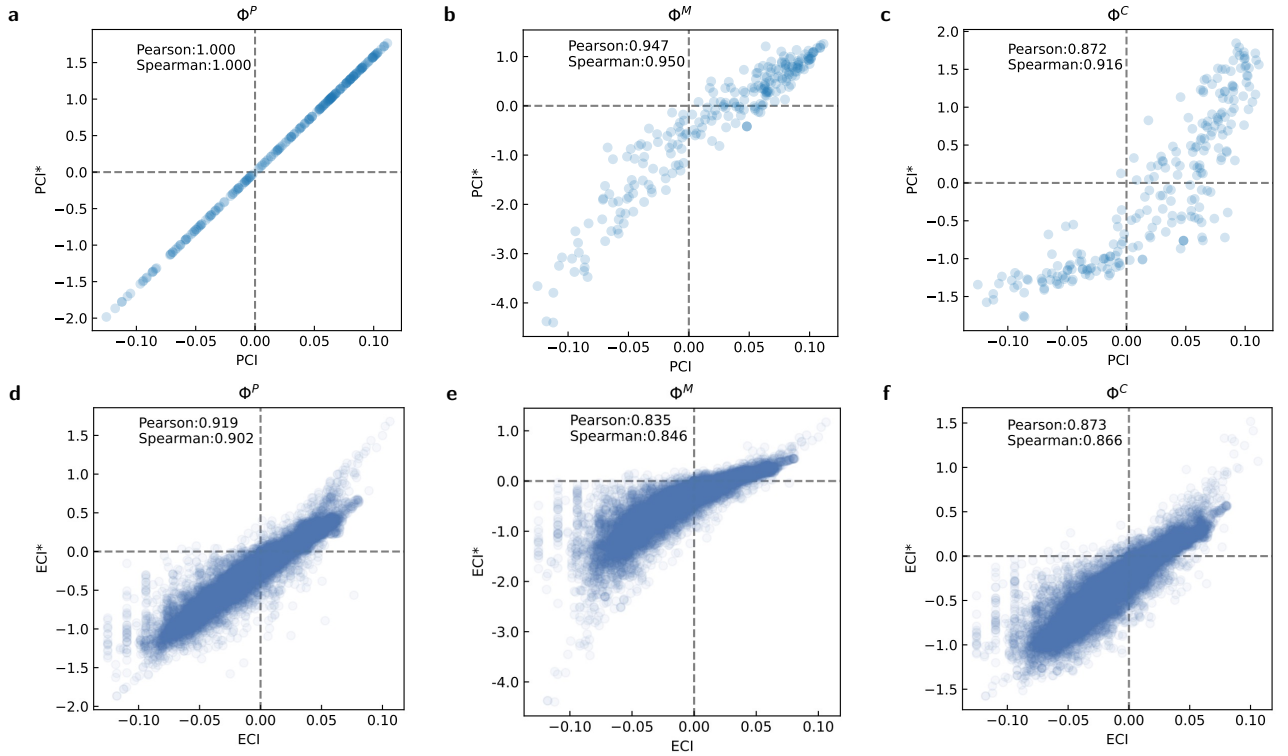 a
Φ^P
Pearson:1.000
Spearman:1.000
1.5
1.0
0.5
0.0
−0.5
−1.0
−1.5
−2.0
PCI*
−0.10
−0.05
0.00
0.05
0.10
PCI
b
Φ^M
Pearson:0.947
Spearman:0.950
1.0
0.0
-1.0
-2.0
-3.0
-4.0
PCI*
−0.10
−0.05
0.00
0.05
0.10
PCI
c
Φ^C
Pearson:0.872
Spearman:0.916
2.0
1.5
1.0
0.5
0.0
−0.5
−1.0
−1.5
PCI*
−0.10
−0.05
0.00
0.05
0.10
PCI
d
Φ^P
Pearson:0.919
Spearman:0.902
1.5
1.0
0.5
0.0
−0.5
−1.0
−1.5
−2.0
ECI*
−0.10
−0.05
0.00
0.05
0.10
ECI
e
Φ^M
Pearson:0.835
Spearman:0.846
1.0
0.0
-1.0
-2.0
-3.0
-4.0
ECI*
−0.10
−0.05
0.00
0.05
0.10
ECI
f
Φ^C
Pearson:0.873
Spearman:0.866
1.5
1.0
0.5
0.0
−0.5
−1.0
−1.5
ECI*
−0.10
−0.05
0.00
0.05
0.10
ECI